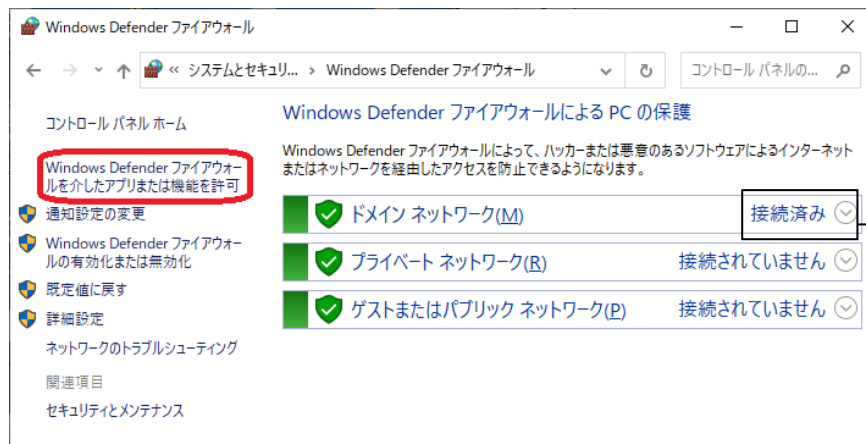 Windows Defender ファイアウォール
« システムとセキュリ... › Windows Defender ファイアウォール
コントロール パネルの...
コントロール パネル ホーム
Windows Defender ファイアウォー
ルを介したアプリまたは機能を許可
通知設定の変更
Windows Defender ファイアウォー
ルの有効化または無効化
既定値に戻す
詳細設定
ネットワークのトラブルシューティング
関連項目
セキュリティとメンテナンス
Windows Defender ファイアウォールによる PC の保護
Windows Defender ファイアウォールによって、ハッカーまたは悪意のあるソフトウェアによるインターネット
またはネットワークを経由したアクセスを防止できるようになります。
ドメイン ネットワーク(M) 接続済み
プライベート ネットワーク(R) 接続されていません
ゲストまたはパブリック ネットワーク(P) 接続されていません